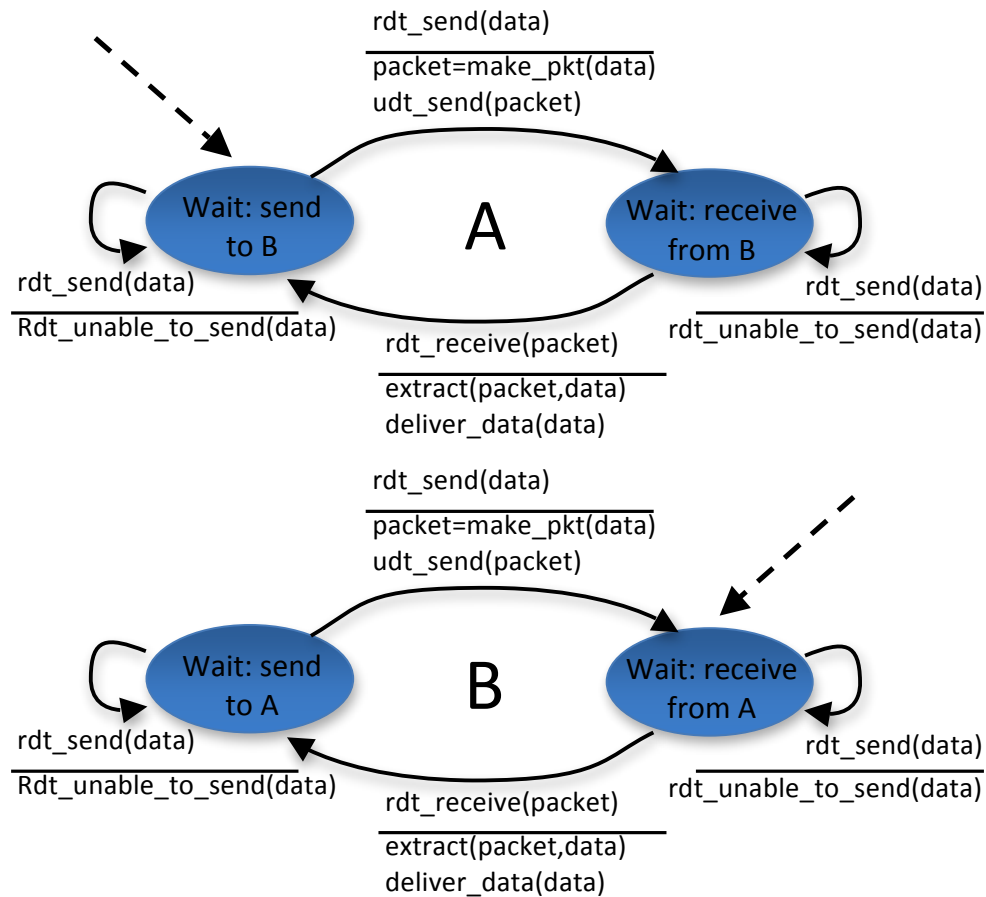 rdt_send(data)
packet=make_pkt(data)
udt_send(packet)
Wait: send
to B
A
Wait: receive
from B
rdt_send(data)
Rdt_unable_to_send(data)
rdt_send(data)
rdt_unable_to_send(data)
rdt_receive(packet)
extract(packet,data)
deliver_data(data)
rdt_send(data)
packet=make_pkt(data)
udt_send(packet)
Wait: send
to A
B
Wait: receive
from A
rdt_send(data)
Rdt_unable_to_send(data)
rdt_send(data)
rdt_unable_to_send(data)
rdt_receive(packet)
extract(packet,data)
deliver_data(data)